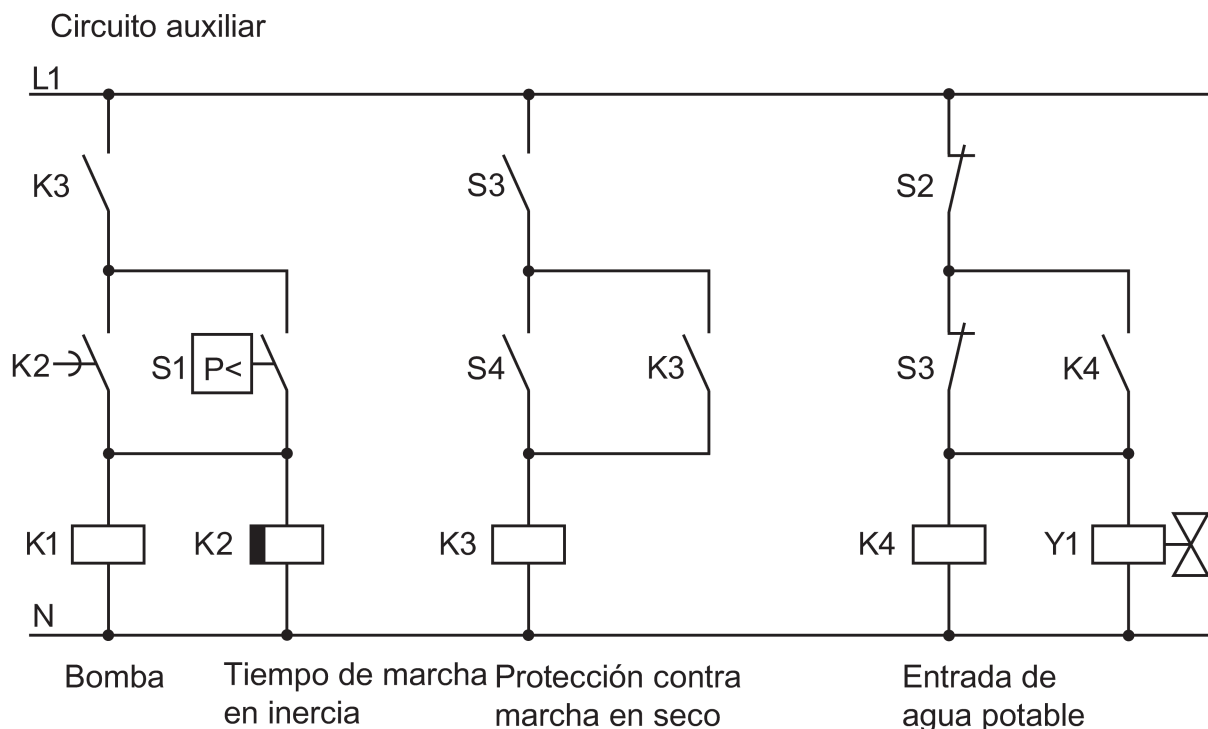 Circuito auxiliar
L1
K3
S3
S2
K2
S1 P<
S4
K3
S3
K4
K1
K2
K3
K4
Y1
N
Bomba
Tiempo de marcha
en inercia
Protección contra
marcha en seco
Entrada de
agua potable